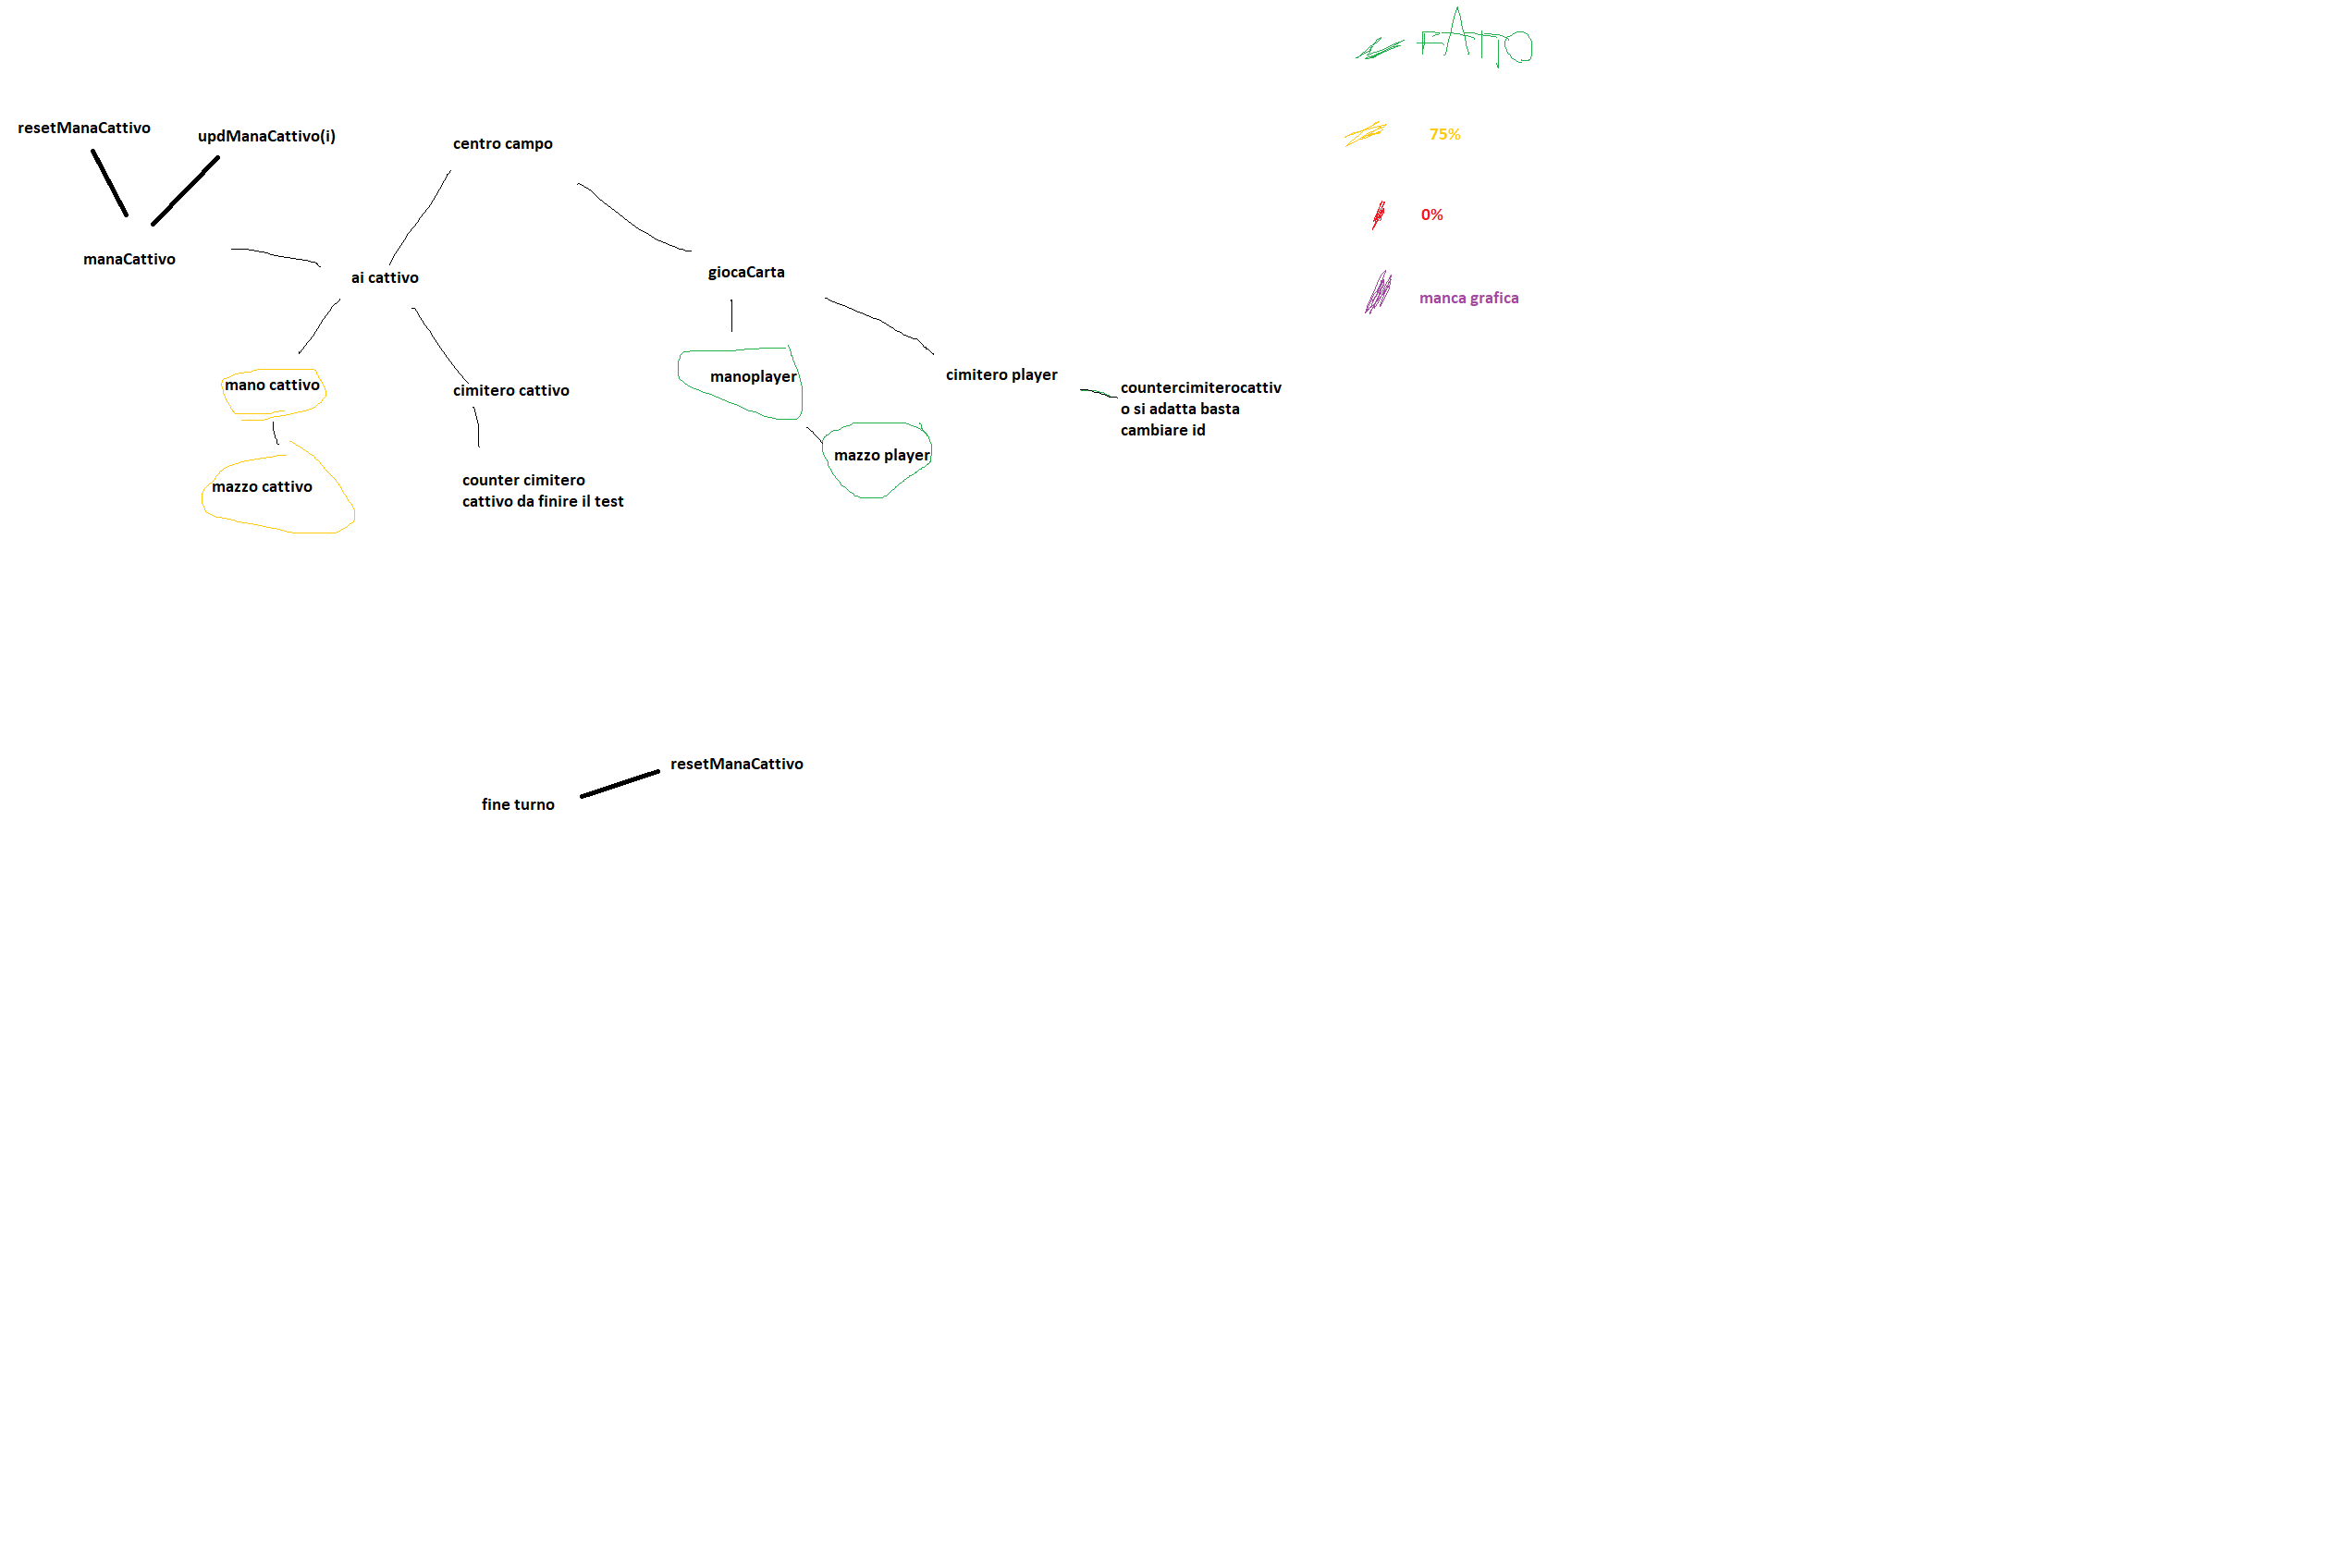 FATTO
resetManaCattivo
updManaCattivo(i)
centro campo
75%
0%
manaCattivo
ai cattivo
giocaCarta
manca grafica
mano cattivo
cimitero cattivo
manoplayer
cimitero player
countercimiterocattiv
o si adatta basta
cambiare id
mazzo player
mazzo cattivo
counter cimitero
cattivo da finire il test
resetManaCattivo
fine turno